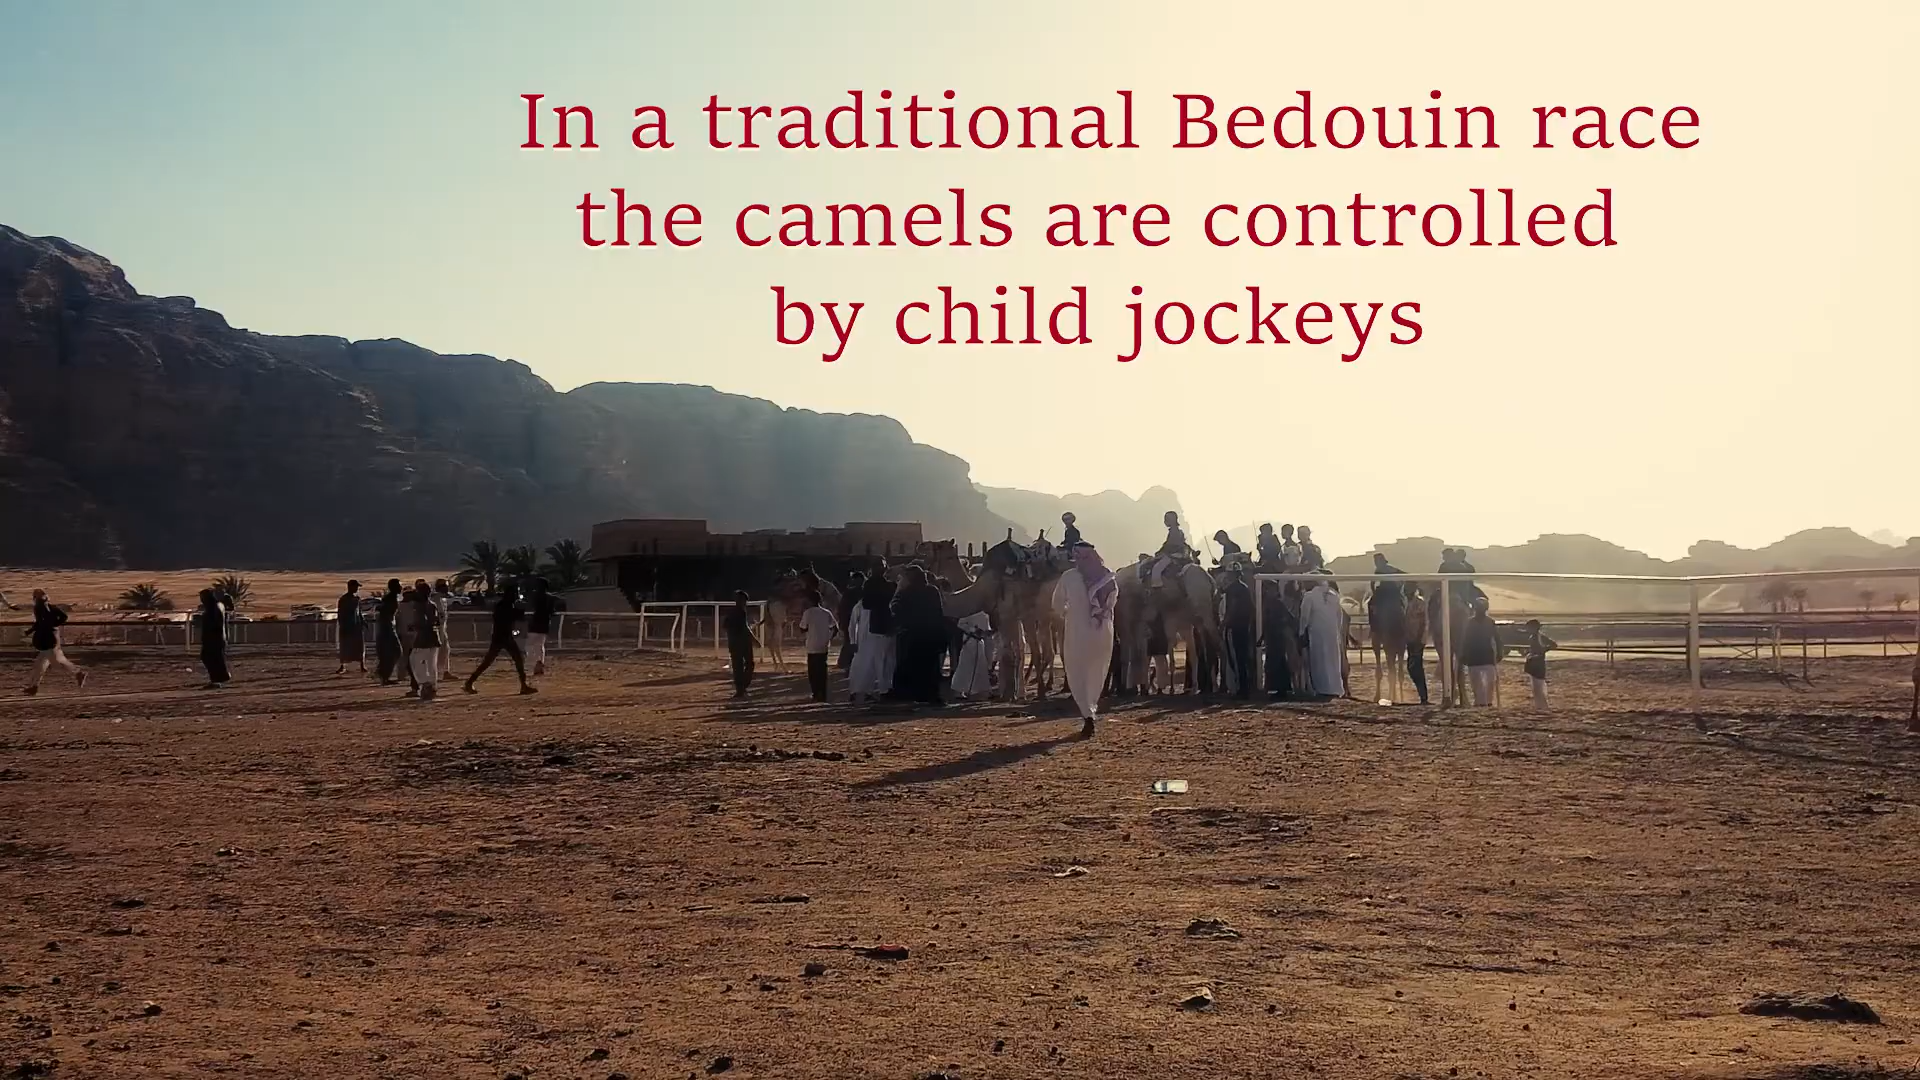 In a traditional Bedouin race
the camels are controlled
by child jockeys